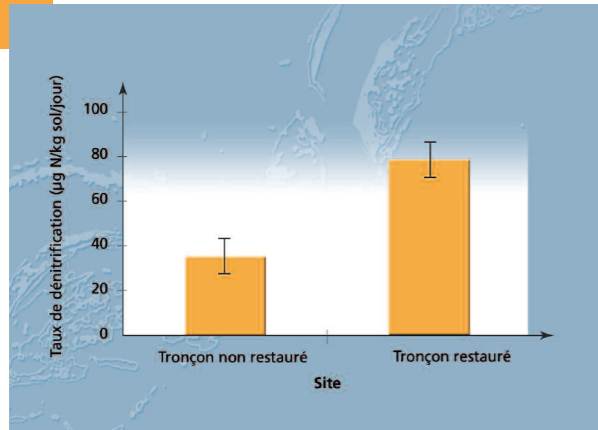 Taux de dénitrification (µg N/kg sol/jour)
100
80
60
40
20
0
Tronçon non restauré
Tronçon restauré
Site